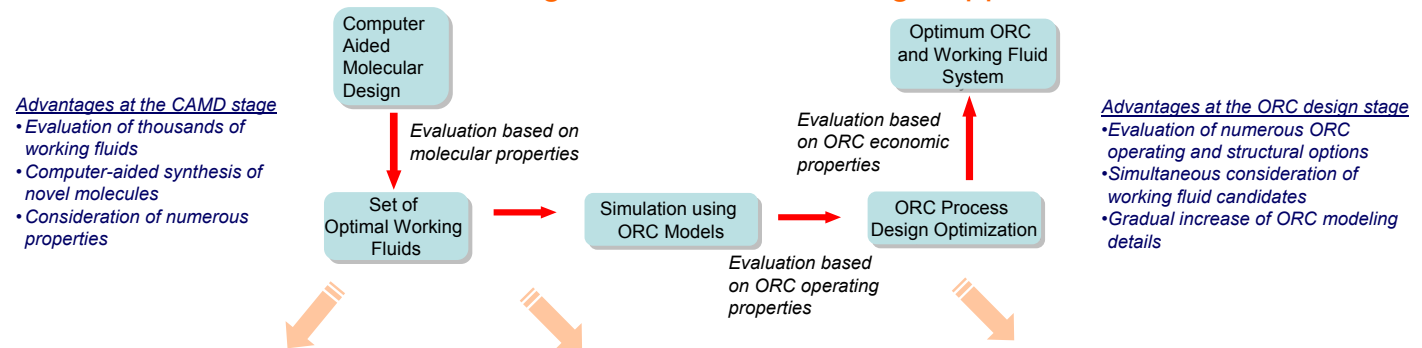 Computer
Aided
Molecular
Design
Optimum ORC
and Working Fluid
System
Advantages at the CAMD stage
•Evaluation of thousands of
working fluids
•Computer-aided synthesis of
novel molecules
•Consideration of numerous
properties
Evaluation based on
molecular properties
Evaluation based
on ORC economic
properties
Advantages at the ORC design stage
•Evaluation of numerous ORC
operating and structural options
•Simultaneous consideration of
working fluid candidates
•Gradual increase of ORC modeling
details
Set of
Optimal Working
Fluids
Simulation using
ORC Models
ORC Process
Design Optimization
Evaluation based
on ORC operating
properties